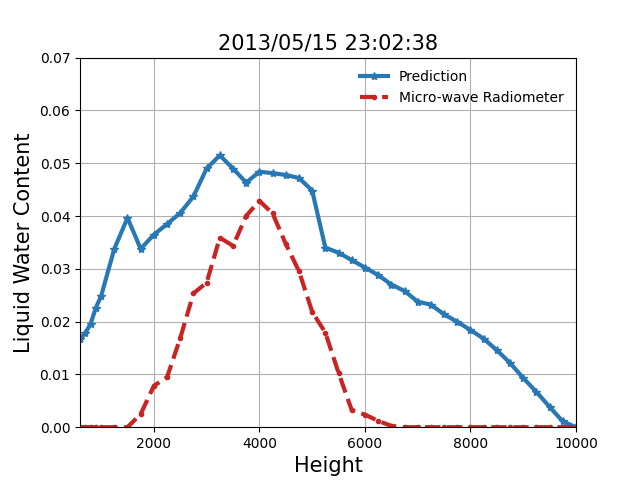 2013/05/15 23:02:38
0.07
0.06
0.05
0.04
0.03
0.02
0.01
0.00
Liquid Water Content
Prediction
Micro-wave Radiometer
2000 4000 6000 8000 10000
Height